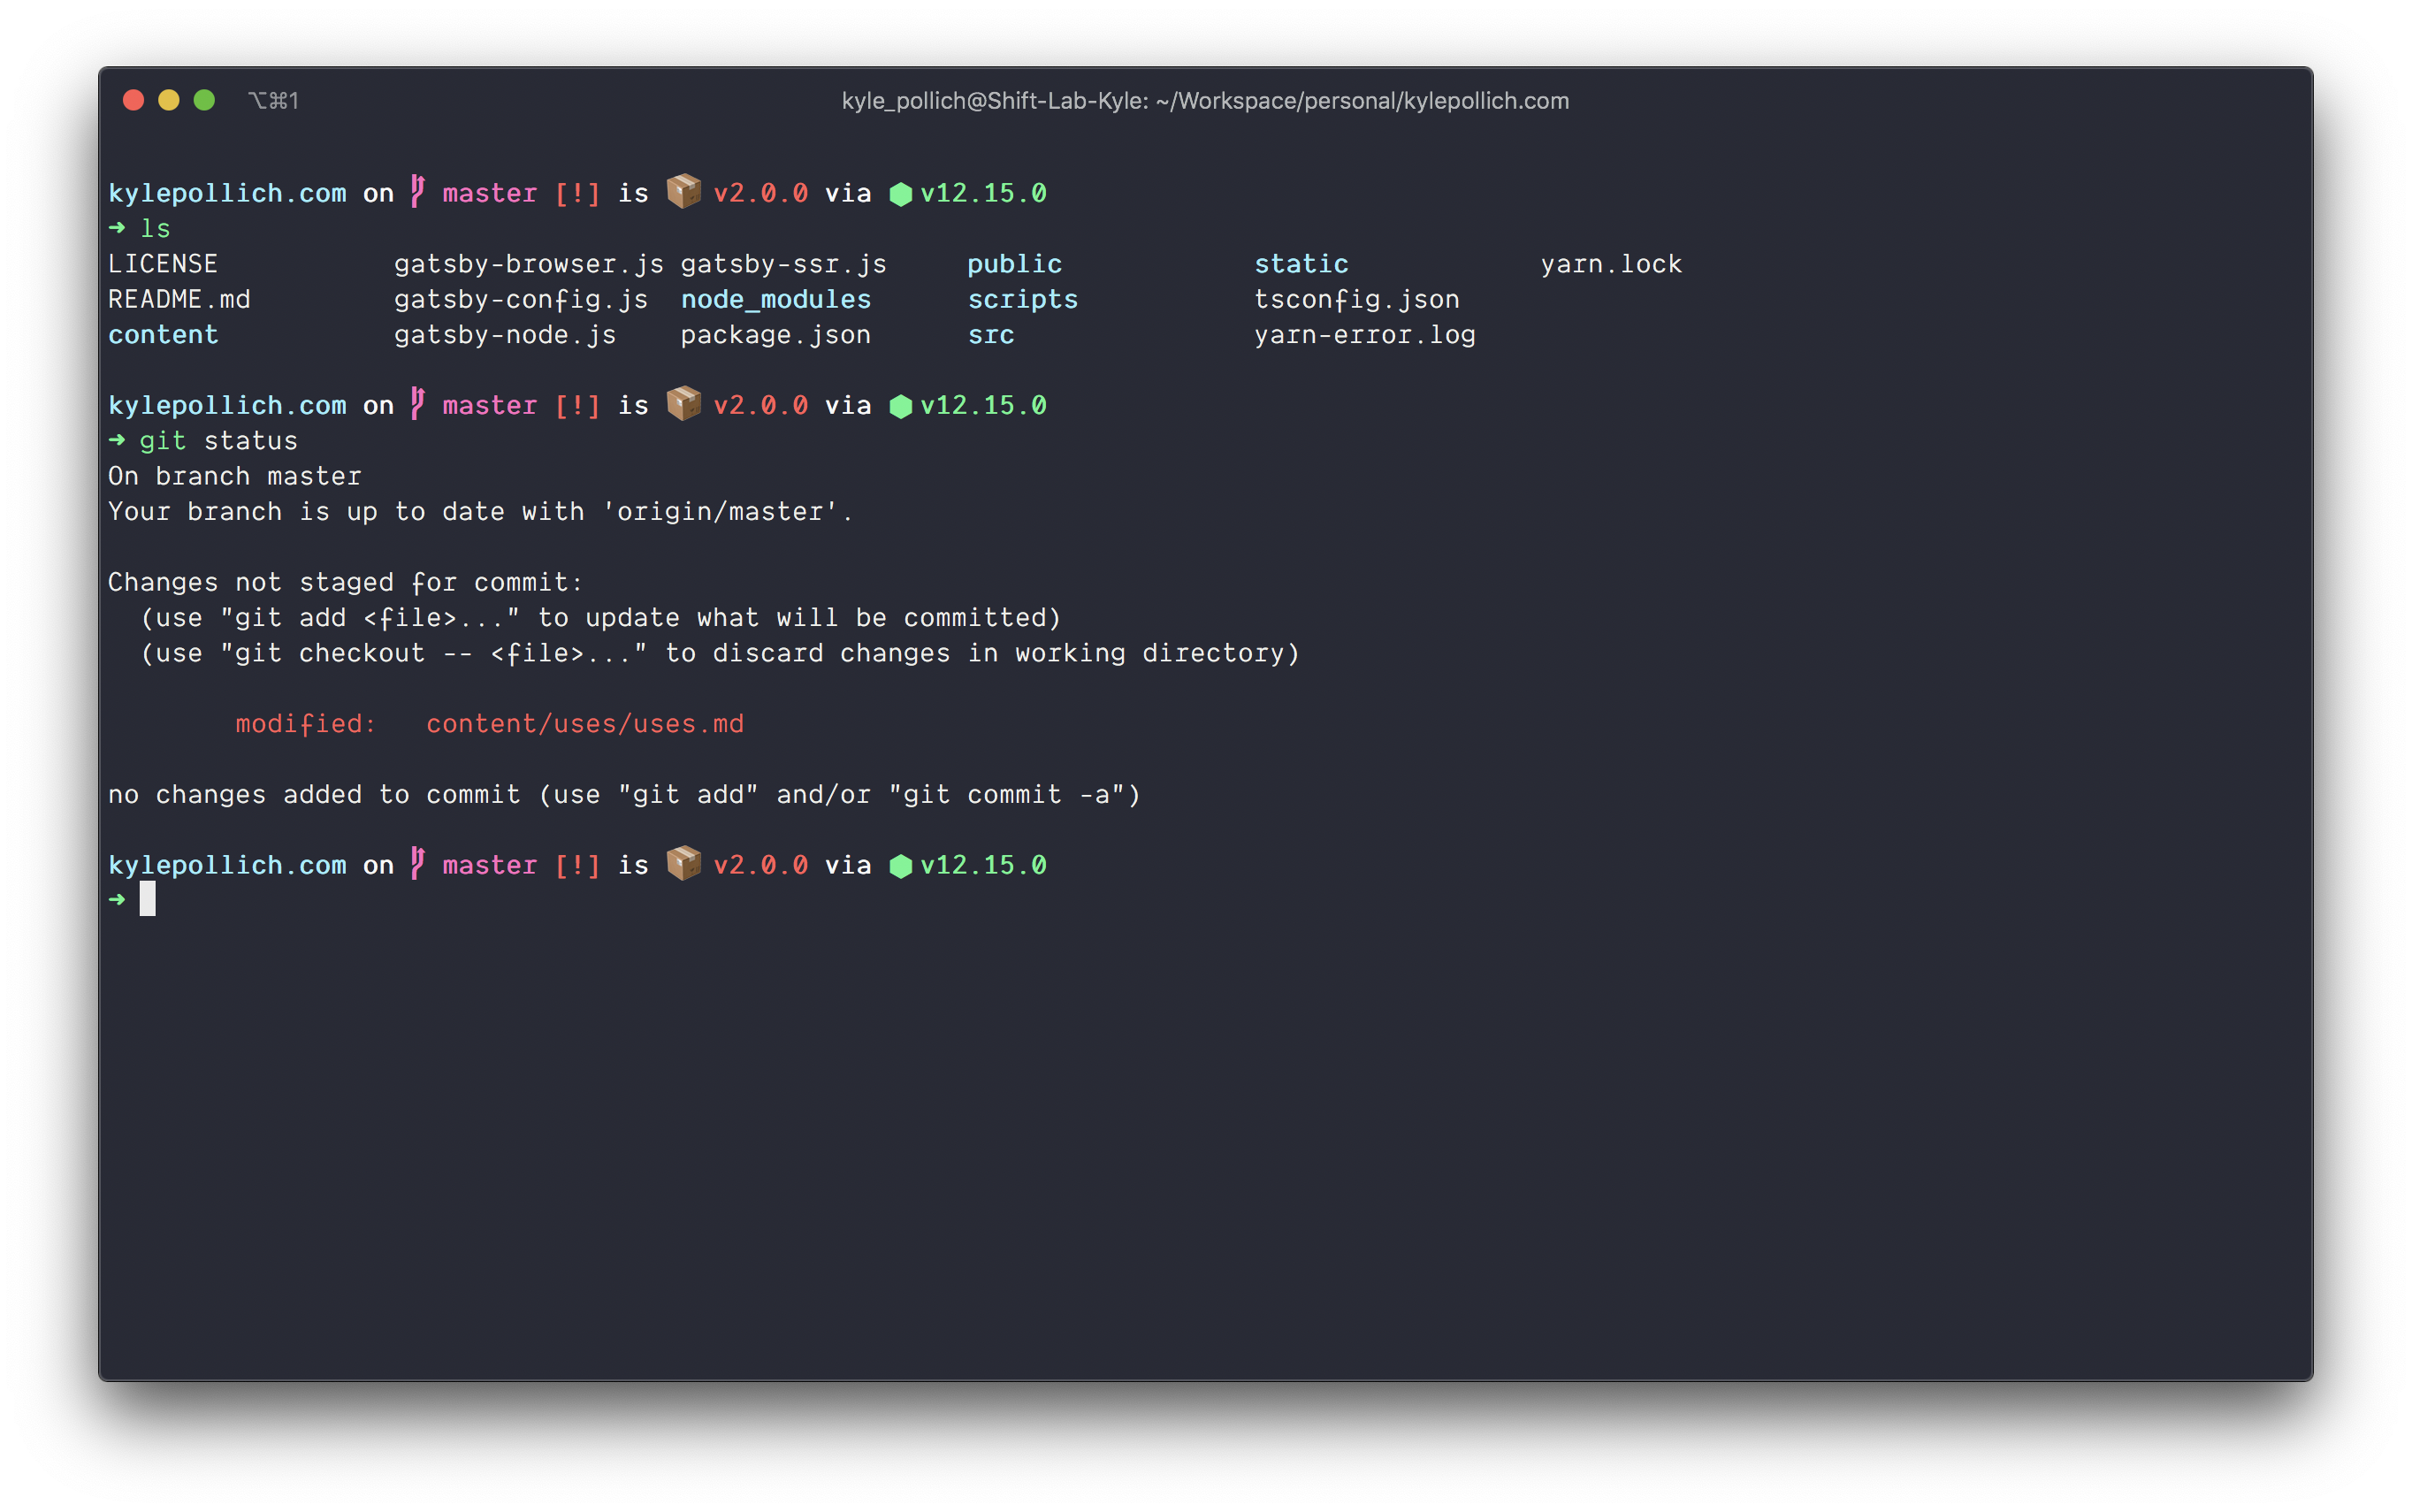 ⌥⌘1 kyle_pollich@Shift-Lab-Kyle: ~/Workspace/personal/kylepollich.com
kylepollich.com on master [!] is 📦 v2.0.0 via ⬢ v12.15.0
➜ ls
LICENSE gatsby-browser.js gatsby-ssr.js public static yarn.lock
README.md gatsby-config.js node_modules scripts tsconfig.json
content gatsby-node.js package.json src yarn-error.log
kylepollich.com on master [!] is 📦 v2.0.0 via ⬢ v12.15.0
➜ git status
On branch master
Your branch is up to date with 'origin/master'.
Changes not staged for commit:
(use "git add <file>..." to update what will be committed)
(use "git checkout -- <file>..." to discard changes in working directory)
modified: content/uses/uses.md
no changes added to commit (use "git add" and/or "git commit -a")
kylepollich.com on master [!] is 📦 v2.0.0 via ⬢ v12.15.0
➜